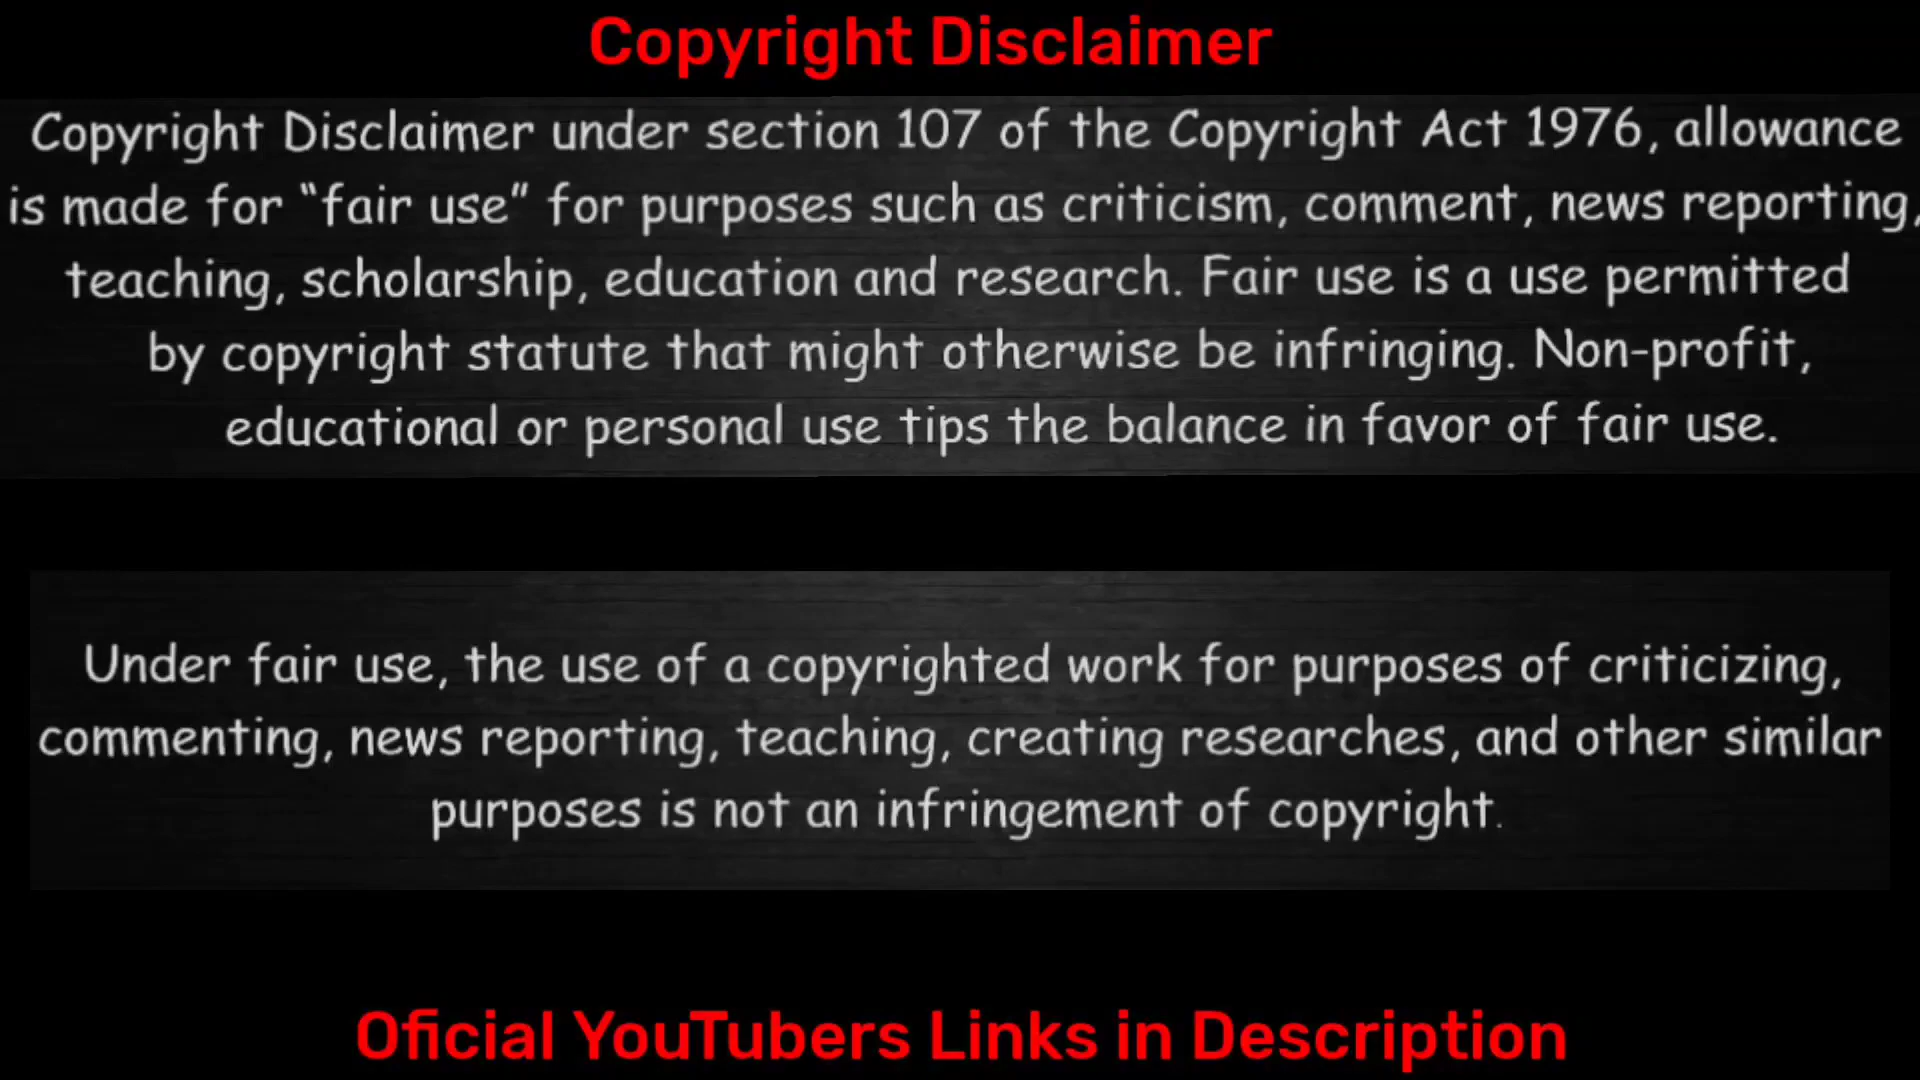 Copyright Disclaimer
Copyright Disclaimer under section 107 of the Copyright Act 1976, allowance
is made for “fair use” for purposes such as criticism, comment, news reporting,
teaching, scholarship, education and research. Fair use is a use permitted
by copyright statute that might otherwise be infringing. Non-profit,
educational or personal use tips the balance in favor of fair use.
Under fair use, the use of a copyrighted work for purposes of criticizing,
commenting, news reporting, teaching, creating researches, and other similar
purposes is not an infringement of copyright.
Oficial YouTubers Links in Description